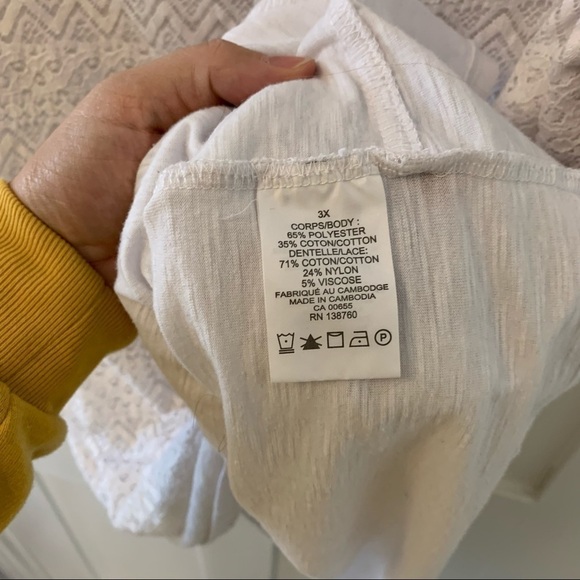 3X
CORPS/BODY :
65% POLYESTER
35% COTON/COTTON
DENTELLE/LACE:
71% COTON/COTTON
24% NYLON
5% VISCOSE
FABRIQUÉ AU CAMBODGE
MADE IN CAMBODIA
CA 00655
RN 138760
P